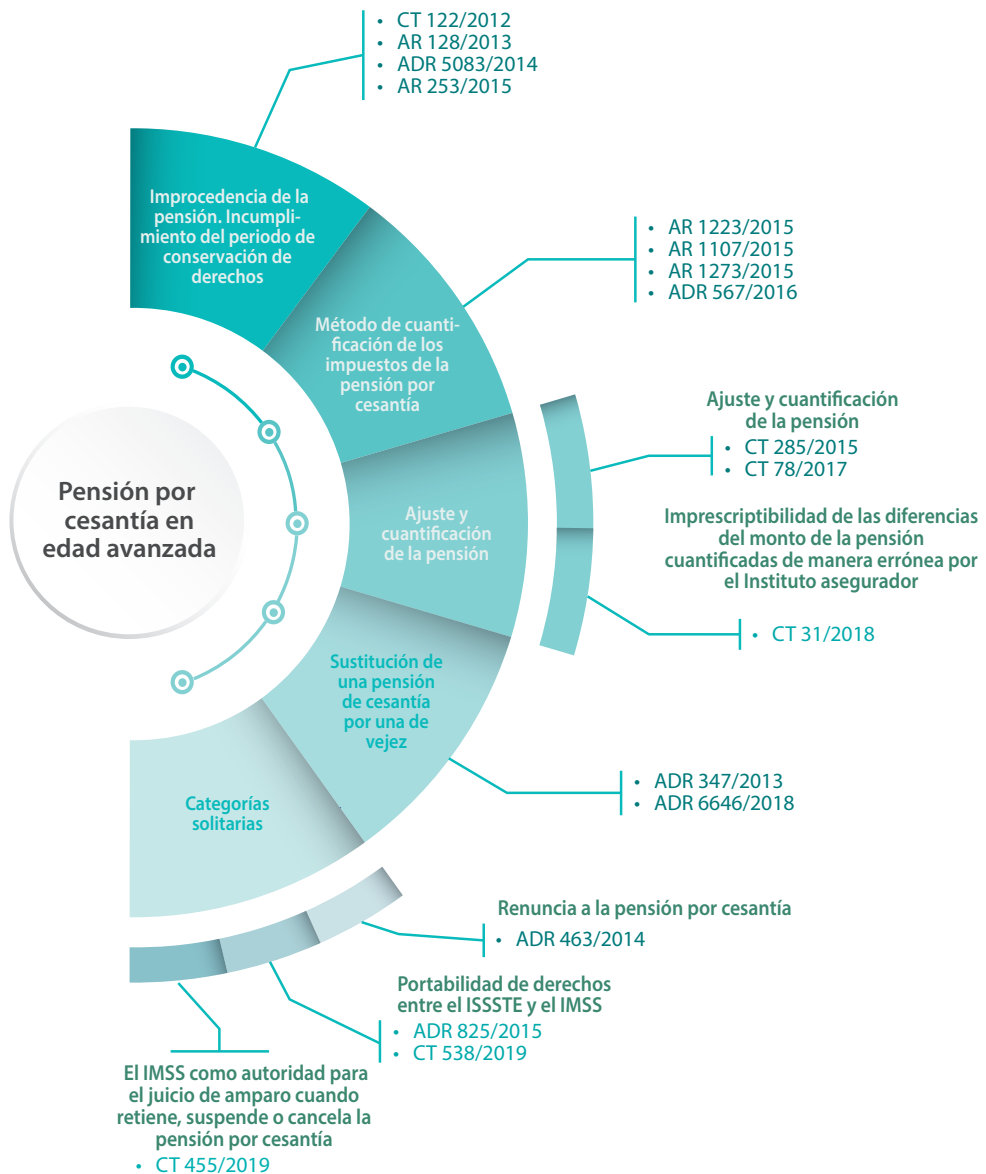 • CT 122/2012
• AR 128/2013
• ADR 5083/2014
• AR 253/2015
Improcedencia de la
pensión. Incumpli-
miento del periodo de
conservación de
derechos
• AR 1223/2015
• AR 1107/2015
• AR 1273/2015
• ADR 567/2016
Método de cuanti-
ficación de los
impuestos de la
pensión por
cesantía
Ajuste y cuantificación
de la pensión
• CT 285/2015
• CT 78/2017
Pensión por
cesantía en
edad avanzada
Ajuste y
cuantificación
de la pensión
Imprescriptibilidad de las diferencias
del monto de la pensión
cuantificadas de manera errónea por
el Instituto asegurador
• CT 31/2018
Sustitución de
una pensión
de cesantía
por una de
vejez
• ADR 347/2013
• ADR 6646/2018
Categorías
solitarias
Renuncia a la pensión por cesantía
• ADR 463/2014
Portabilidad de derechos
entre el ISSSTE y el IMSS
• ADR 825/2015
• CT 538/2019
El IMSS como autoridad para
el juicio de amparo cuando
retiene, suspende o cancela la
pensión por cesantía
• CT 455/2019